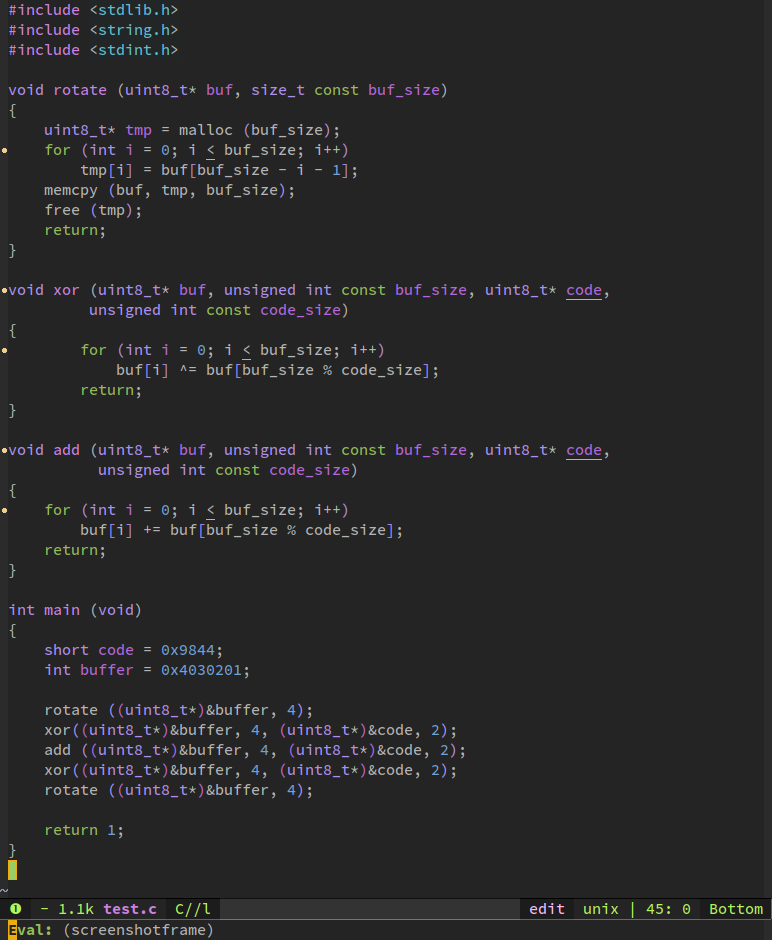 #include <stdlib.h>
#include <string.h>
#include <stdint.h>
void rotate (uint8_t* buf, size_t const buf_size)
{
    uint8_t* tmp = malloc (buf_size);
    for (int i = 0; i < buf_size; i++)
        tmp[i] = buf[buf_size - i - 1];
    memcpy (buf, tmp, buf_size);
    free (tmp);
    return;
}
void xor (uint8_t* buf, unsigned int const buf_size, uint8_t* code,
         unsigned int const code_size)
{
        for (int i = 0; i < buf_size; i++)
            buf[i] ^= buf[buf_size % code_size];
        return;
}
void add (uint8_t* buf, unsigned int const buf_size, uint8_t* code,
          unsigned int const code_size)
{
    for (int i = 0; i < buf_size; i++)
        buf[i] += buf[buf_size % code_size];
    return;
}
int main (void)
{
    short code = 0x9844;
    int buffer = 0x4030201;
    rotate ((uint8_t*)&buffer, 4);
    xor((uint8_t*)&buffer, 4, (uint8_t*)&code, 2);
    add ((uint8_t*)&buffer, 4, (uint8_t*)&code, 2);
    xor((uint8_t*)&buffer, 4, (uint8_t*)&code, 2);
    rotate ((uint8_t*)&buffer, 4);
    return 1;
}
~
❶ - 1.1k test.c C//l edit unix | 45: 0 Bottom
Eval: (screenshotframe)